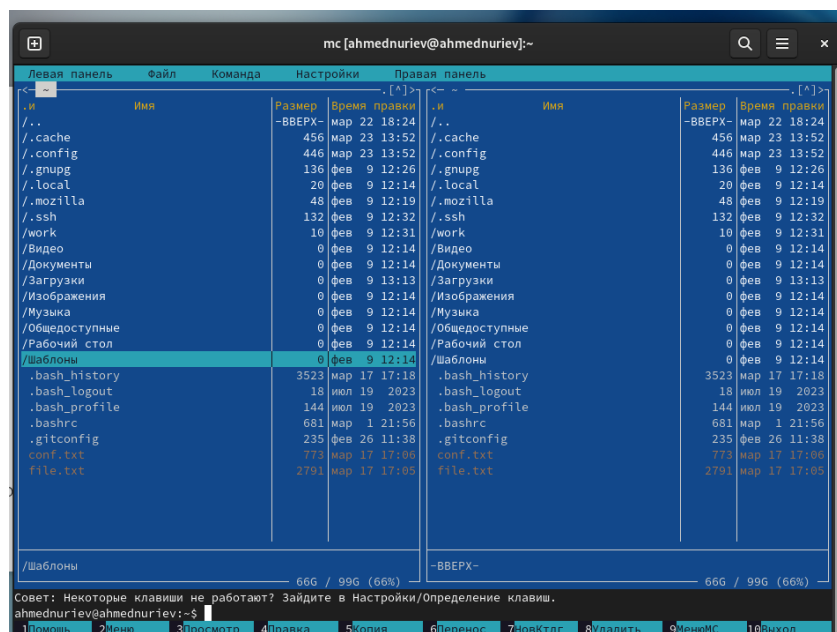 mc [ahmednuriev@ahmednuriev]:~
Левая панель Файл Команда Настройки Правая панель
<─ ~ .[^]> <─ ~ .[^]>
.и Имя Размер Время правки .и Имя Размер Время правки
/.. -ВВЕРХ- мар 22 18:24 /.. -ВВЕРХ- мар 22 18:24
/.cache 456 мар 23 13:52 /.cache 456 мар 23 13:52
/.config 446 мар 23 13:52 /.config 446 мар 23 13:52
/.gnupg 136 фев 9 12:26 /.gnupg 136 фев 9 12:26
/.local 20 фев 9 12:14 /.local 20 фев 9 12:14
/.mozilla 48 фев 9 12:19 /.mozilla 48 фев 9 12:19
/.ssh 132 фев 9 12:32 /.ssh 132 фев 9 12:32
/work 10 фев 9 12:31 /work 10 фев 9 12:31
/Видео 0 фев 9 12:14 /Видео 0 фев 9 12:14
/Документы 0 фев 9 12:14 /Документы 0 фев 9 12:14
/Загрузки 0 фев 9 13:13 /Загрузки 0 фев 9 13:13
/Изображения 0 фев 9 12:14 /Изображения 0 фев 9 12:14
/Музыка 0 фев 9 12:14 /Музыка 0 фев 9 12:14
/Общедоступные 0 фев 9 12:14 /Общедоступные 0 фев 9 12:14
/Рабочий стол 0 фев 9 12:14 /Рабочий стол 0 фев 9 12:14
/Шаблоны 0 фев 9 12:14 /Шаблоны 0 фев 9 12:14
.bash_history 3523 мар 17 17:18 .bash_history 3523 мар 17 17:18
.bash_logout 18 июл 19 2023 .bash_logout 18 июл 19 2023
.bash_profile 144 июл 19 2023 .bash_profile 144 июл 19 2023
.bashrc 681 мар 1 21:56 .bashrc 681 мар 1 21:56
.gitconfig 235 фев 26 11:38 .gitconfig 235 фев 26 11:38
conf.txt 773 мар 17 17:06 conf.txt 773 мар 17 17:06
file.txt 2791 мар 17 17:05 file.txt 2791 мар 17 17:05
/Шаблоны -ВВЕРХ-
66G / 99G (66%) 66G / 99G (66%)
Совет: Некоторые клавиши не работают? Зайдите в Настройки/Определение клавиш.
ahmednuriev@ahmednuriev:~$
1Помощь 2Меню 3Просмотр 4Правка 5Копия 6Перенос 7НовКтлг 8Удалить 9МенюMC 10Выход